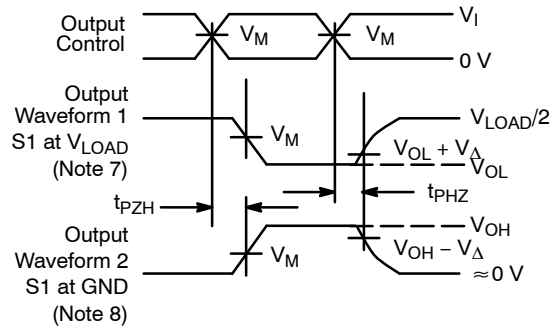 Output
Control
V_M
V_M
V_I
0 V
Output
Waveform 1
S1 at V_LOAD
(Note 7)
V_M
V_LOAD/2
V_OL + V_Δ
V_OL
t_PZH
t_PHZ
Output
Waveform 2
S1 at GND
(Note 8)
V_M
V_OH
V_OH − V_Δ
≈0 V